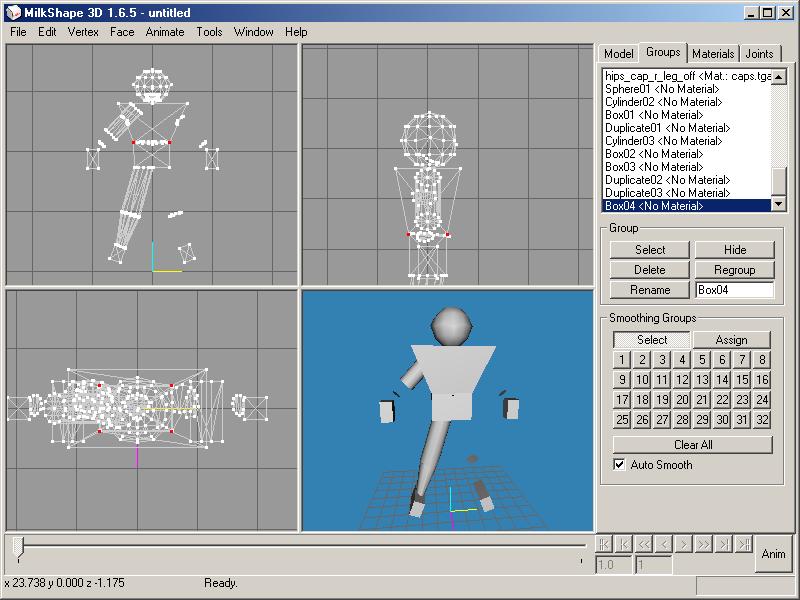 MilkShape 3D 1.6.5 - untitled
File Edit Vertex Face Animate Tools Window Help
Model Groups Materials Joints
hips_cap_r_leg_off <Mat.: caps.tga
Sphere01 <No Material>
Cylinder02 <No Material>
Box01 <No Material>
Duplicate01 <No Material>
Cylinder03 <No Material>
Box02 <No Material>
Box03 <No Material>
Duplicate02 <No Material>
Duplicate03 <No Material>
Box04 <No Material>
Group
Select Hide
Delete Regroup
Rename Box04
Smoothing Groups
Select Assign
1 2 3 4 5 6 7 8
9 10 11 12 13 14 15 16
17 18 19 20 21 22 23 24
25 26 27 28 29 30 31 32
Clear All
Auto Smooth
Anim
1.0 1
x 23.738 y 0.000 z -1.175 Ready.